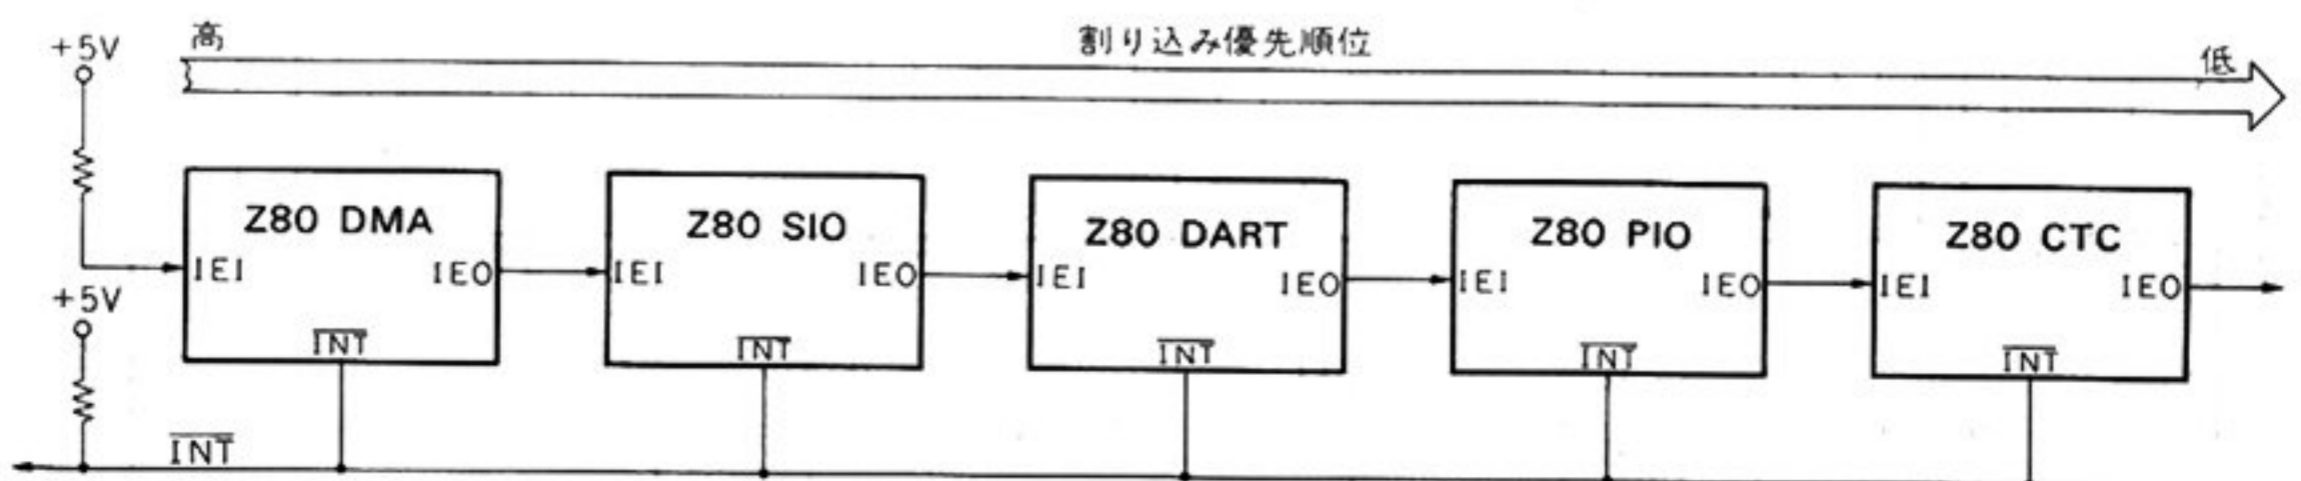 +5V
高
割り込み優先順位
低
Z80 DMA
IEI
IEO
INT
Z80 SIO
IEI
IEO
INT
Z80 DART
IEI
IEO
INT
Z80 PIO
IEI
IEO
INT
Z80 CTC
IEI
IEO
INT
+5V
INT